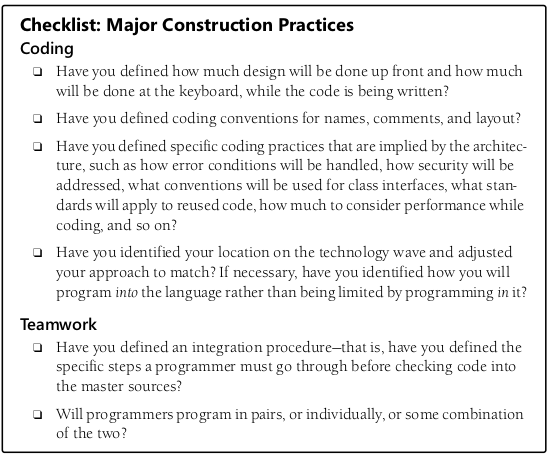 Checklist: Major Construction Practices
Coding
❏ Have you defined how much design will be done up front and how much
will be done at the keyboard, while the code is being written?
❏ Have you defined coding conventions for names, comments, and layout?
❏ Have you defined specific coding practices that are implied by the architec-
ture, such as how error conditions will be handled, how security will be
addressed, what conventions will be used for class interfaces, what stan-
dards will apply to reused code, how much to consider performance while
coding, and so on?
❏ Have you identified your location on the technology wave and adjusted
your approach to match? If necessary, have you identified how you will
program into the language rather than being limited by programming in it?
Teamwork
❏ Have you defined an integration procedure—that is, have you defined the
specific steps a programmer must go through before checking code into
the master sources?
❏ Will programmers program in pairs, or individually, or some combination
of the two?